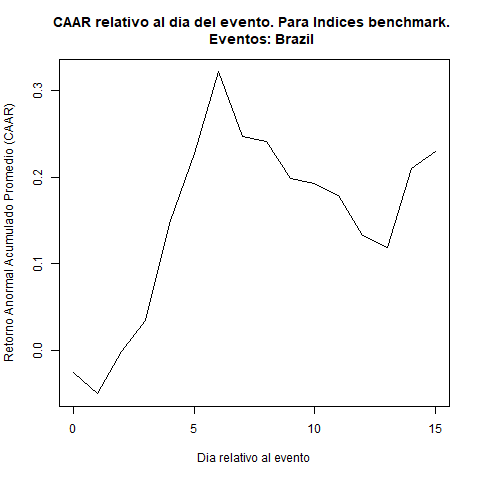 CAAR relativo al dia del evento. Para Indices benchmark.
Eventos: Brazil
Retorno Anormal Acumulado Promedio (CAAR)
0.3
0.2
0.1
0.0
0 5 10 15
Dia relativo al evento